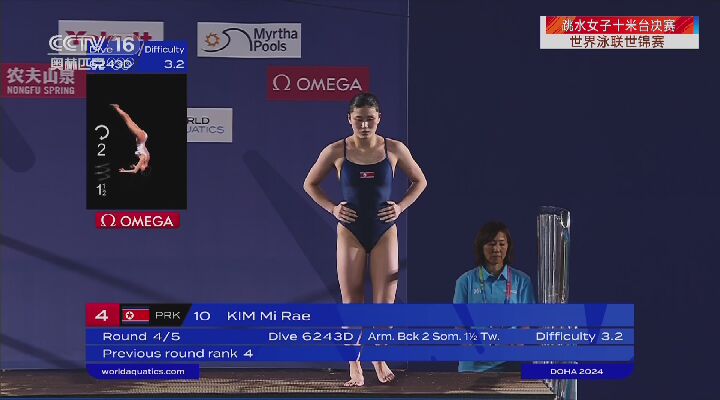 CCTV 16
奥林匹克
Dive /Difficulty
6243D 3.2
Myrtha Pools
跳水女子十米台决赛
世界泳联世锦赛
农夫山泉
NONGFU SPRING
OMEGA
AQUATICS
2
1½
OMEGA
4 PRK 10 KIM Mi Rae
Round 4/5 Dive 6243D / Arm. Bck 2 Som. 1½ Tw. Difficulty 3.2
Previous round rank 4
worldaquatics.com DOHA 2024